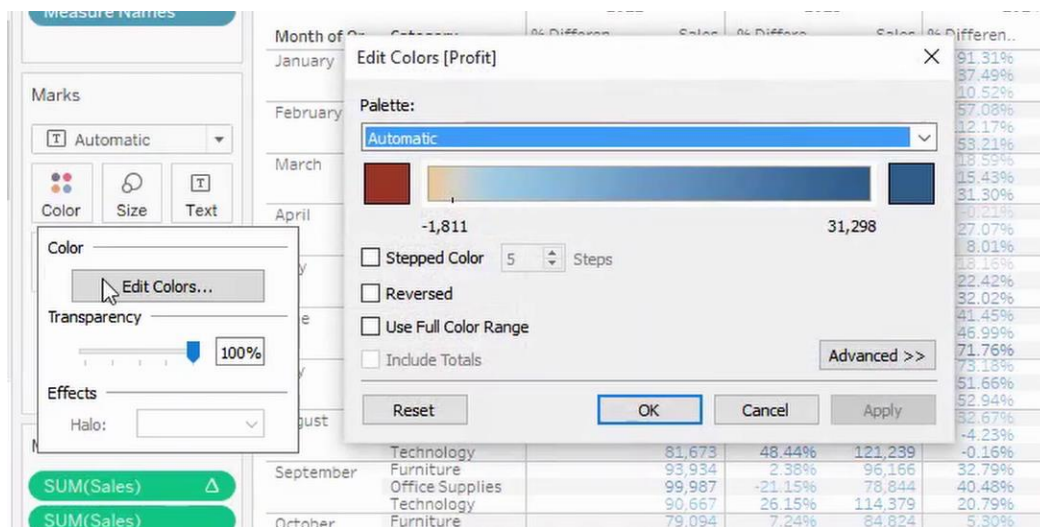 Measure Names
Month of Or Category % Differen.. Sales % Differe.. Sales % Differen..
January
91.31%
37.49%
10.52%
Marks
February
57.08%
12.17%
53.21%
Automatic
March
18.59%
15.43%
31.30%
Color Size Text
April
-0.21%
27.07%
8.01%
18.16%
22.42%
32.02%
41.45%
46.99%
71.76%
73.18%
51.66%
52.94%
32.67%
-4.23%
Edit Colors [Profit]
Palette:
Automatic
-1,811 31,298
Stepped Color 5 Steps
Reversed
Use Full Color Range
Include Totals
Advanced >>
Reset OK Cancel Apply
Color
Edit Colors...
Transparency
100%
Effects
Halo:
gust
Technology 81,673 48.44% 121,239 -0.16%
September Furniture 93,934 2.38% 96,166 32.79%
Office Supplies 99,987 -21.15% 78,844 40.48%
Technology 90,667 26.15% 114,379 20.79%
October Furniture 79,094 7.24% 84,824 5.30%
SUM(Sales) Δ
SUM(Sales)